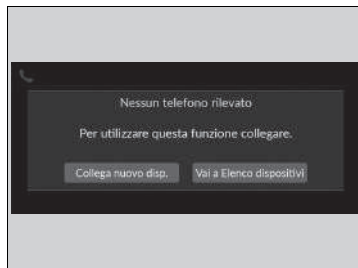 Nessun telefono rilevato
Per utilizzare questa funzione collegare.
Collega nuovo disp. Vai a Elenco dispositivi